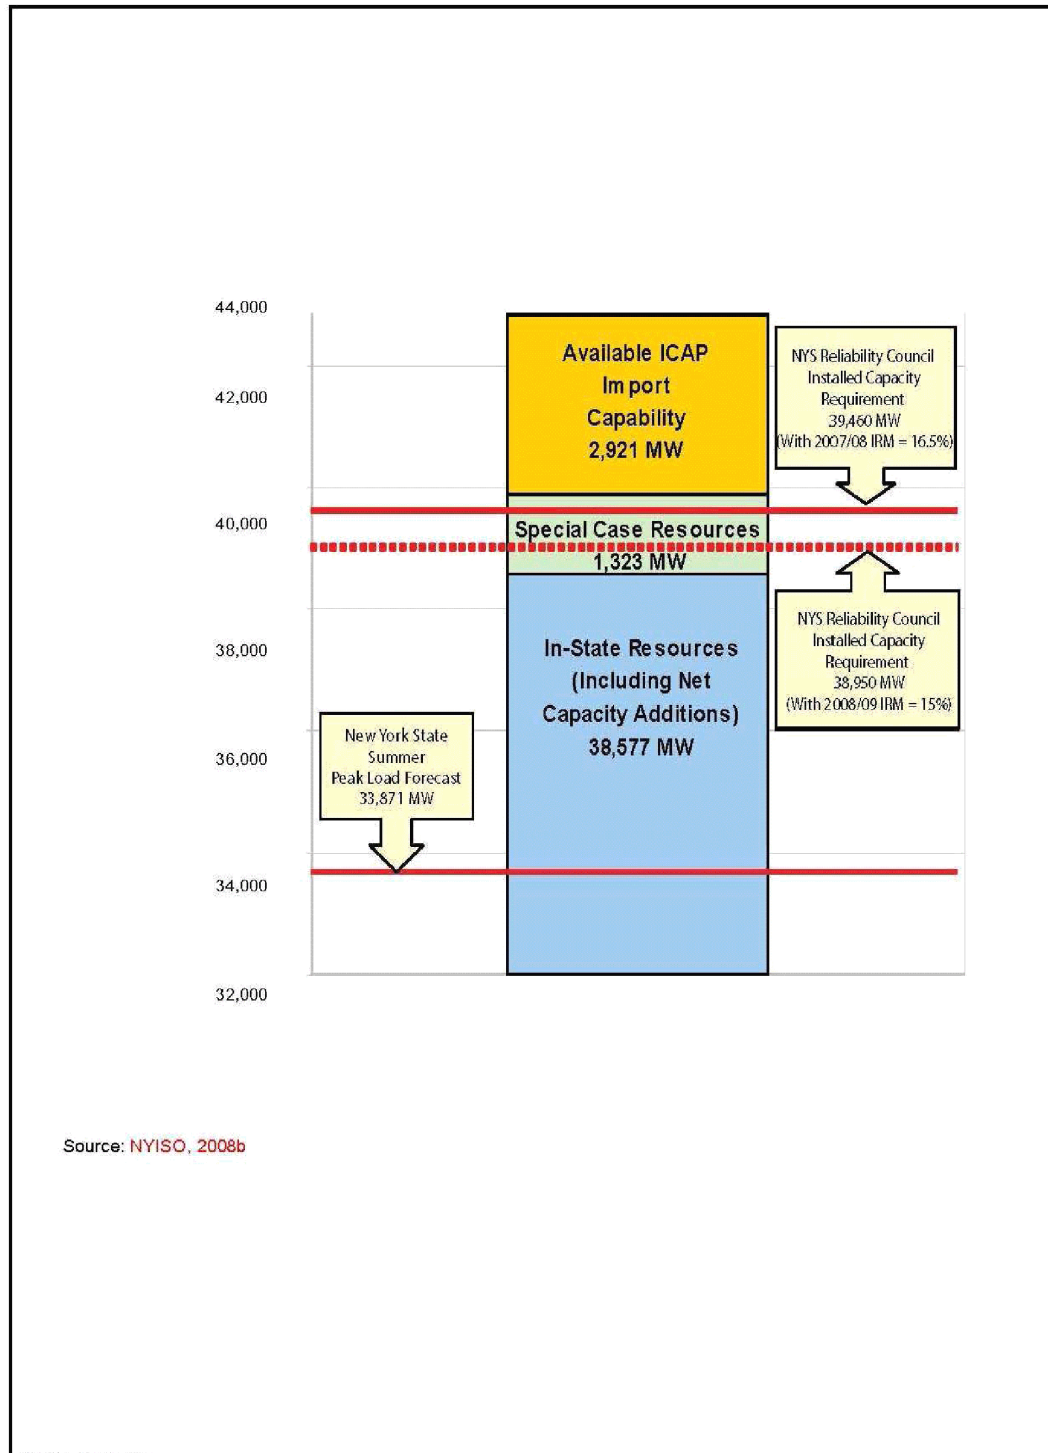 44,000
42,000
40,000
38,000
36,000
34,000
32,000
Available ICAP
Import
Capability
2,921 MW
Special Case Resources
1,323 MW
In-State Resources
(Including Net
Capacity Additions)
38,577 MW
NYS Reliability Council
Installed Capacity
Requirement
39,460 MW
(With 2007/08 IRM = 16.5%)
NYS Reliability Council
Installed Capacity
Requirement
38,950 MW
(With 2008/09 IRM = 15%)
New York State
Summer
Peak Load Forecast
33,871 MW
Source: NYISO, 2008b